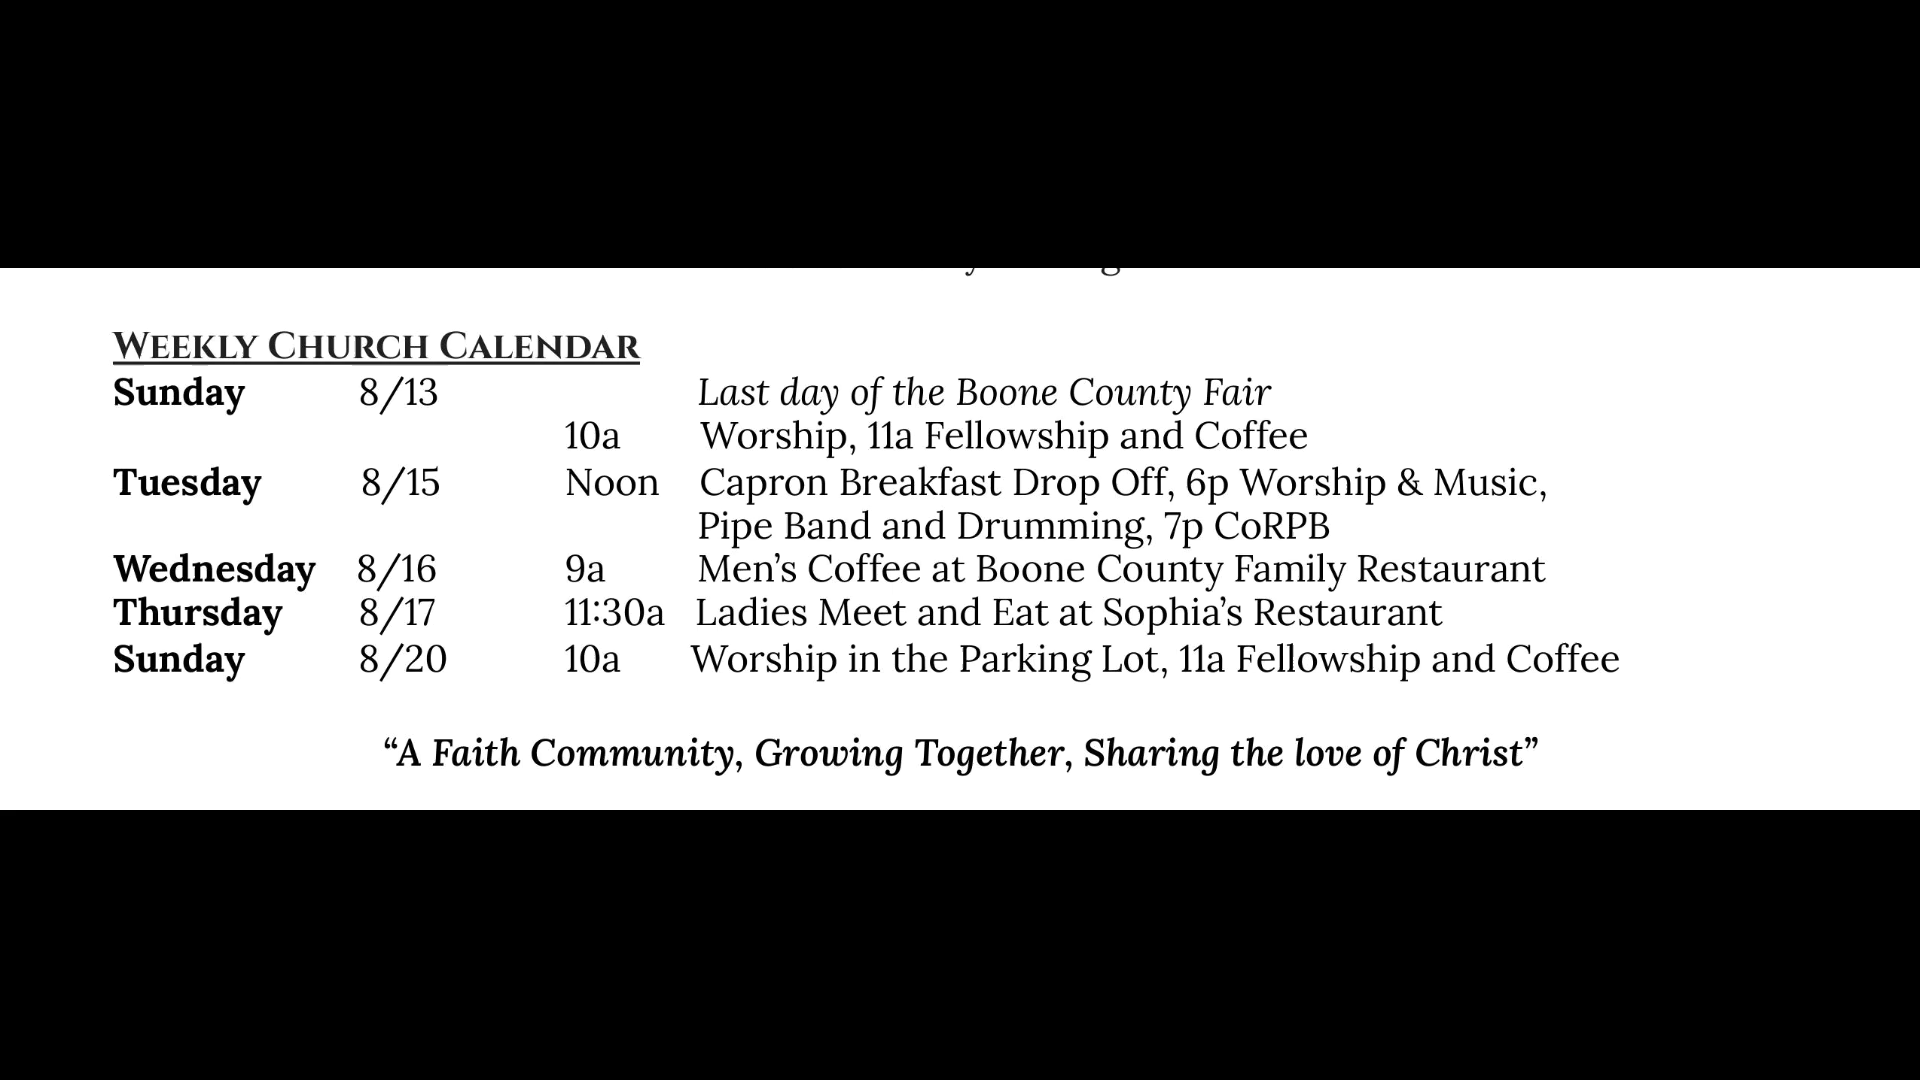 Weekly Church Calendar
Sunday 8/13 Last day of the Boone County Fair
10a Worship, 11a Fellowship and Coffee
Tuesday 8/15 Noon Capron Breakfast Drop Off, 6p Worship & Music,
Pipe Band and Drumming, 7p CoRPB
Wednesday 8/16 9a Men’s Coffee at Boone County Family Restaurant
Thursday 8/17 11:30a Ladies Meet and Eat at Sophia’s Restaurant
Sunday 8/20 10a Worship in the Parking Lot, 11a Fellowship and Coffee
“A Faith Community, Growing Together, Sharing the love of Christ”